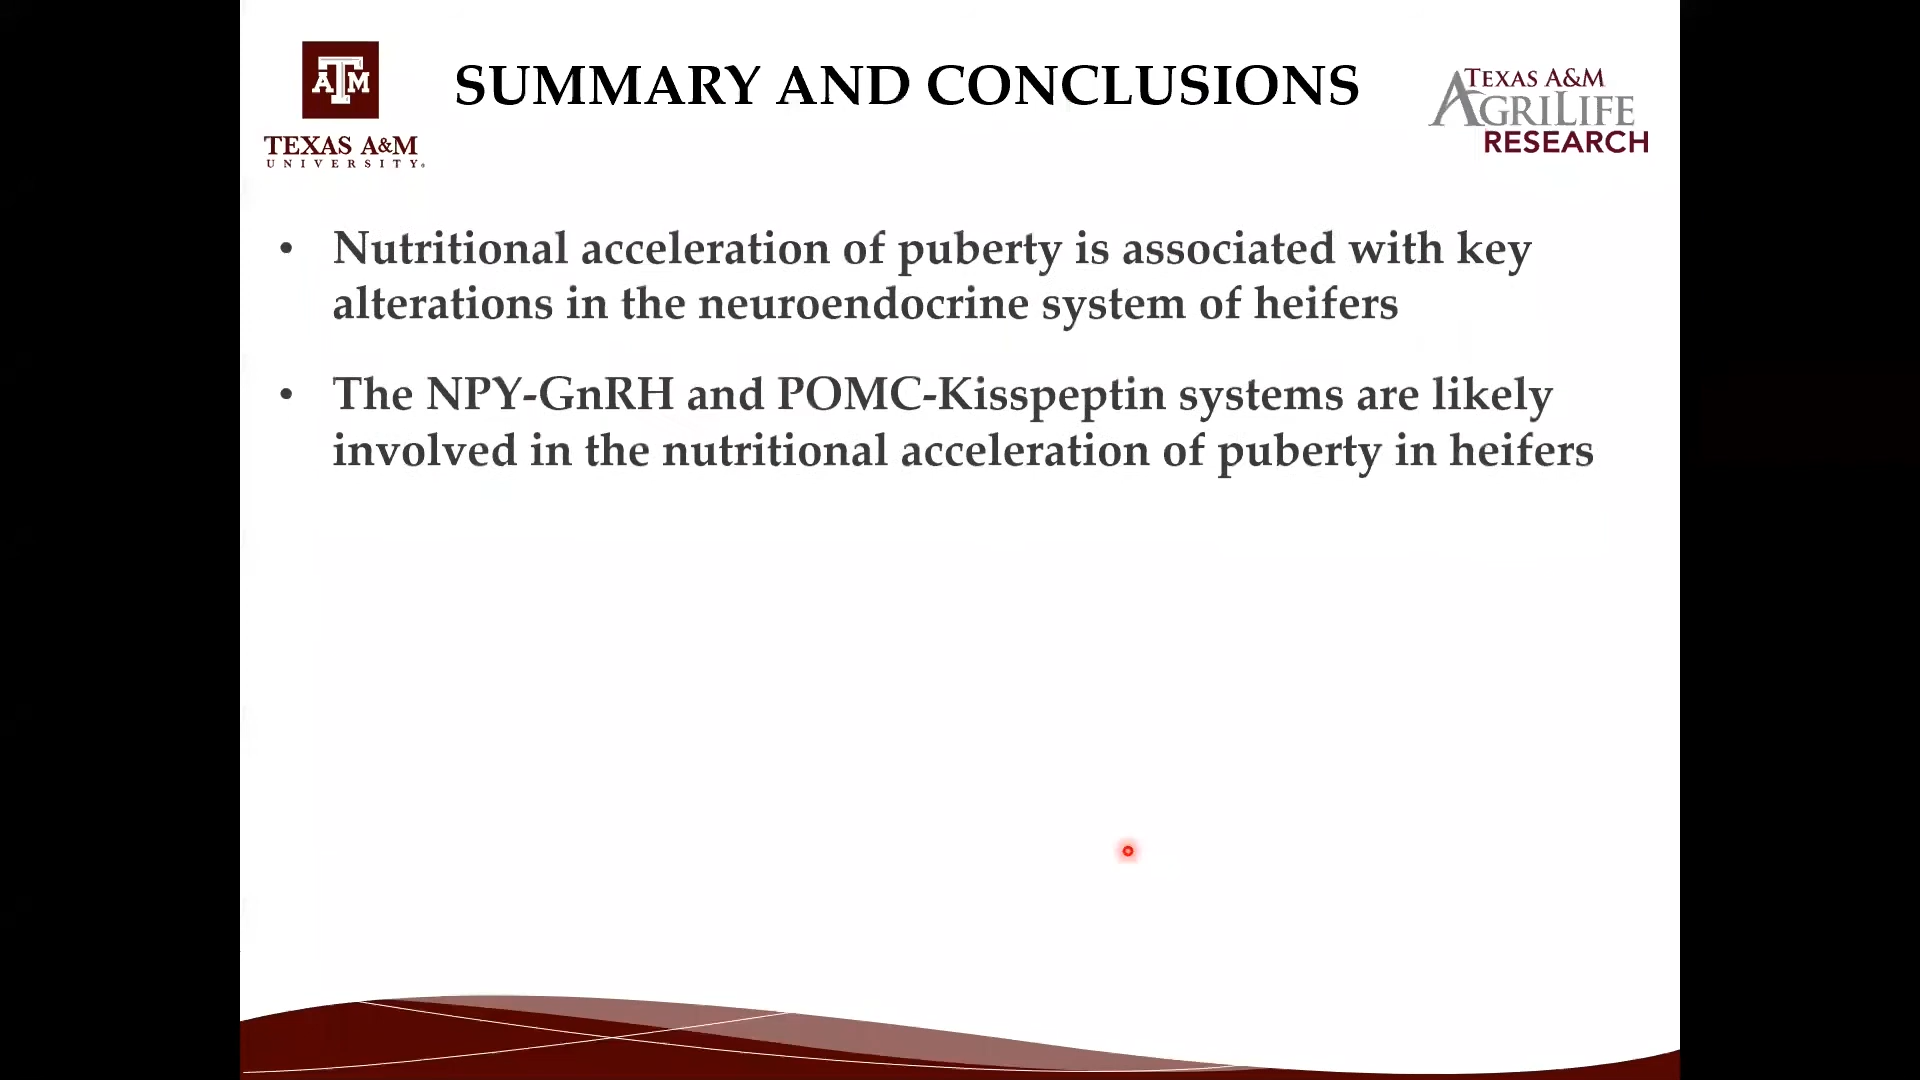 ATM
TEXAS A&M
UNIVERSITY®
SUMMARY AND CONCLUSIONS
TEXAS A&M
AGRILIFE
RESEARCH
• Nutritional acceleration of puberty is associated with key
alterations in the neuroendocrine system of heifers
• The NPY-GnRH and POMC-Kisspeptin systems are likely
involved in the nutritional acceleration of puberty in heifers